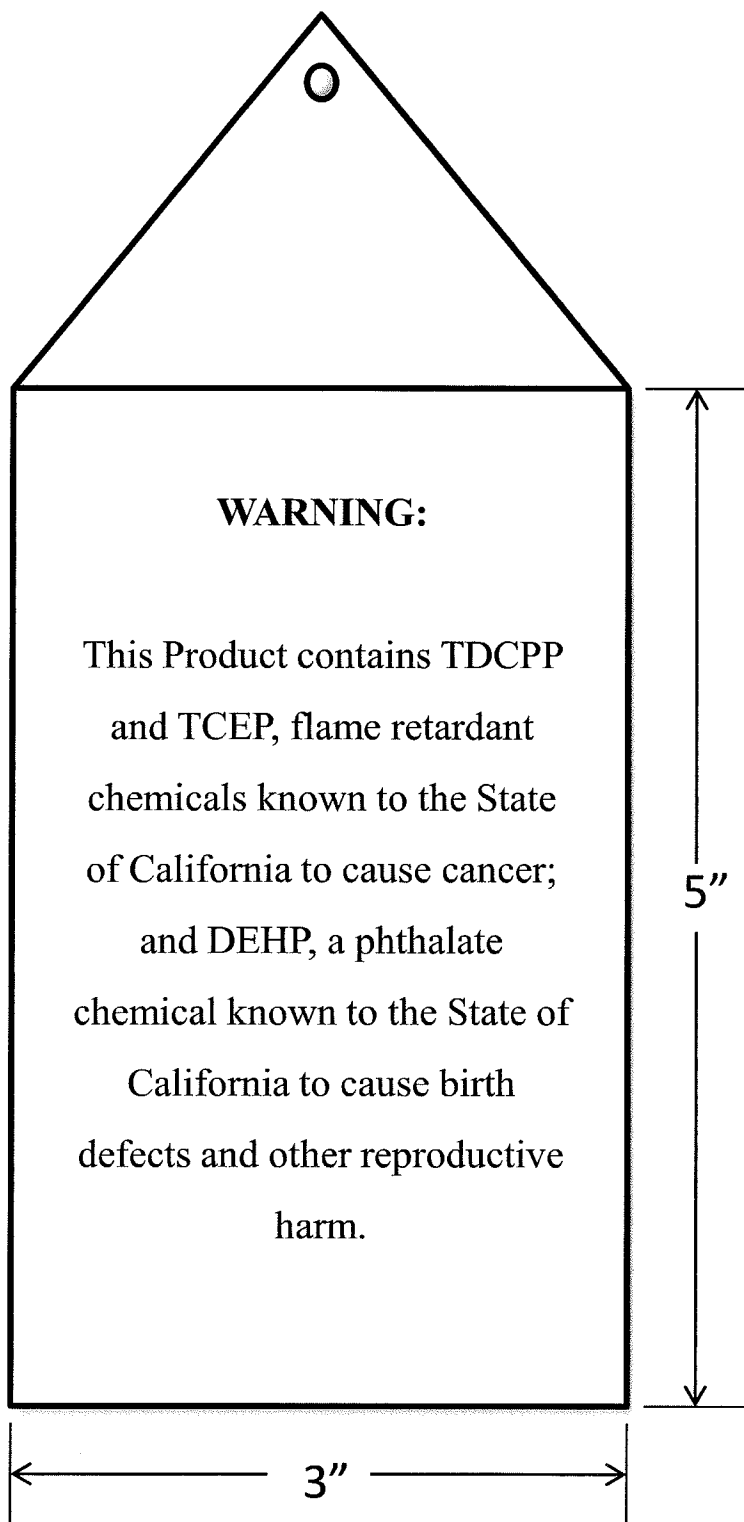 WARNING:
This Product contains TDCPP
and TCEP, flame retardant
chemicals known to the State
of California to cause cancer;
and DEHP, a phthalate
chemical known to the State of
California to cause birth
defects and other reproductive
harm.
5”
3”